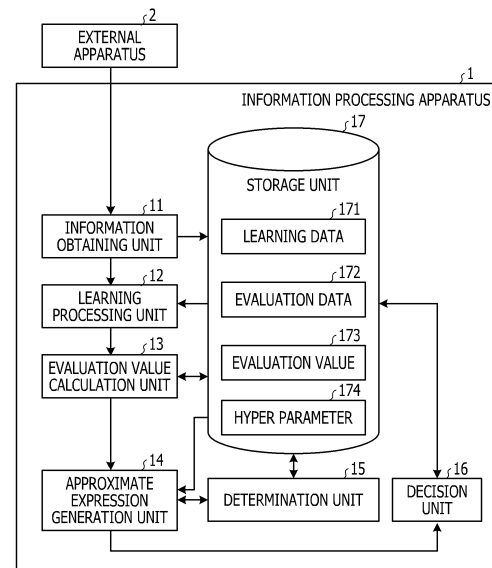 2
EXTERNAL
APPARATUS
1
INFORMATION PROCESSING APPARATUS
17
STORAGE UNIT
11
INFORMATION
OBTAINING UNIT
171
LEARNING DATA
12
LEARNING
PROCESSING UNIT
172
EVALUATION DATA
13
EVALUATION VALUE
CALCULATION UNIT
173
EVALUATION VALUE
174
HYPER PARAMETER
14
APPROXIMATE
EXPRESSION
GENERATION UNIT
15
DETERMINATION UNIT
16
DECISION
UNIT